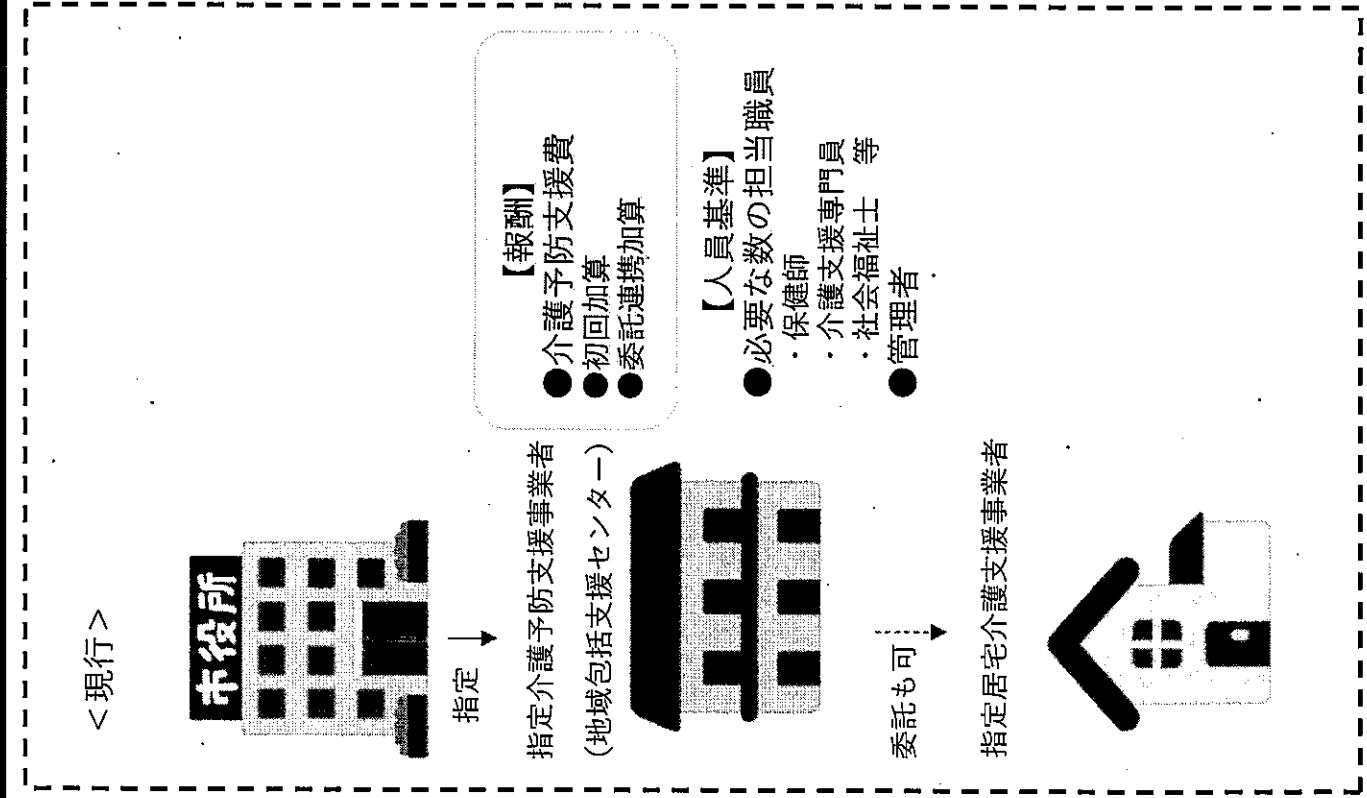 ＜現行＞
市役所
指定
指定介護予防支援事業者
(地域包括支援センター)
【報酬】
●介護予防支援費
●初回加算
●委託連携加算
【人員基準】
●必要な数の担当職員
・保健師
・介護支援専門員
・社会福祉士　等
●管理者
委託も可
指定居宅介護支援事業者